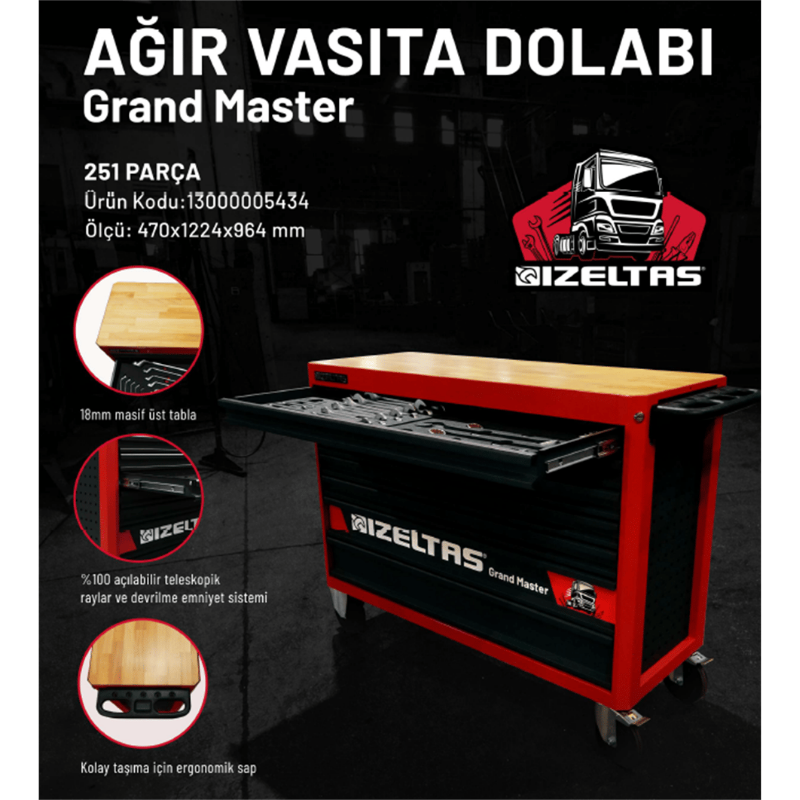 AĞIR VASITA DOLABI
Grand Master
251 PARÇA
Ürün Kodu:13000005434
Ölçü: 470x1224x964 mm
IZELTAS
18mm masif üst tabla
IZELTAS
%100 açılabilir teleskopik
raylar ve devrilme emniyet sistemi
IZELTAS
Grand Master
Kolay taşıma için ergonomik sap